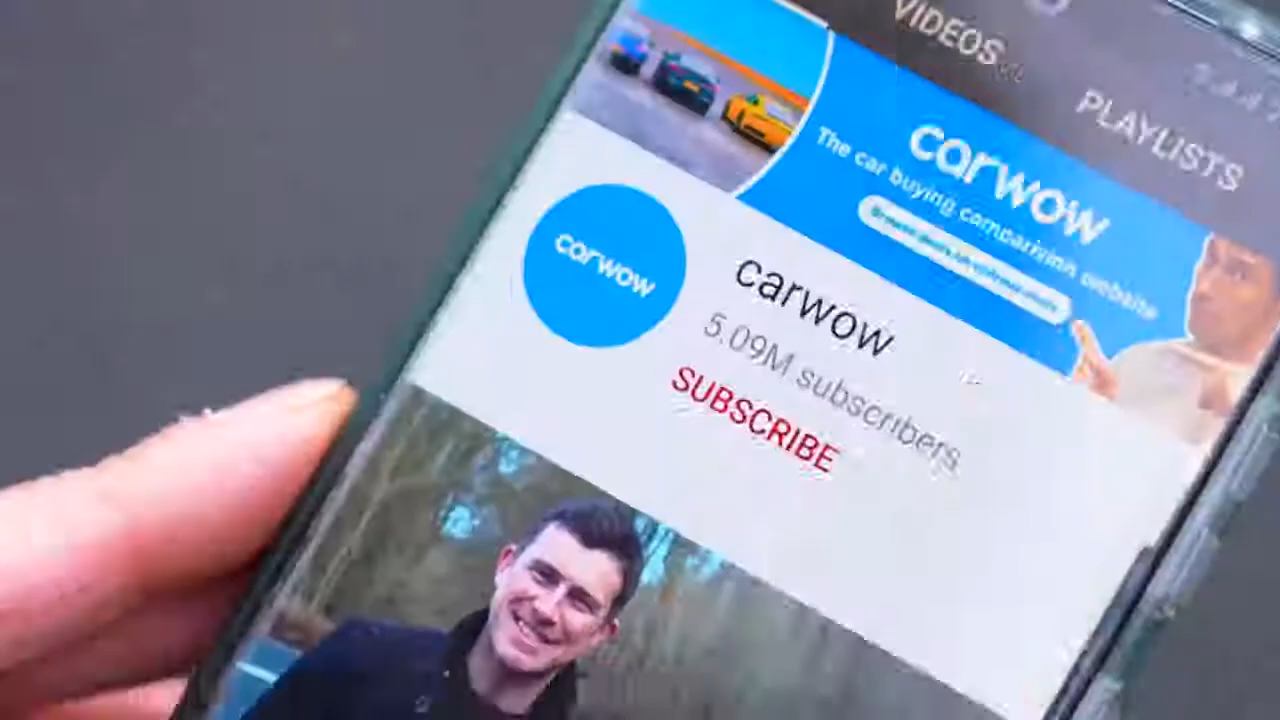 VIDEOS
PLAYLISTS
carwow
The car buying comparison website
carwow
carwow
5.09M subscribers
SUBSCRIBE